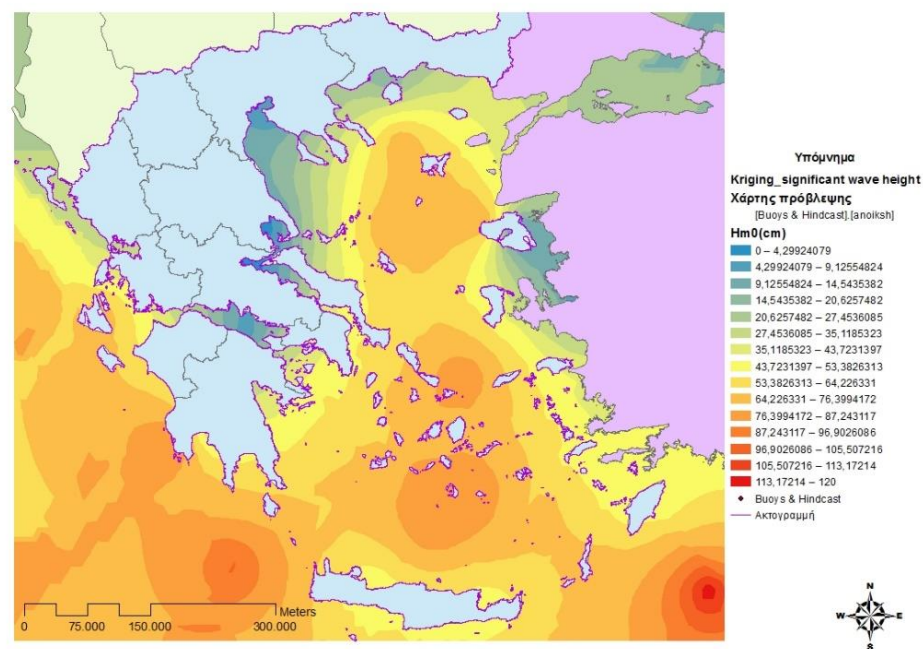 Υπόμνημα
Kriging_significant wave height
Χάρτης πρόβλεψης
[Buoys & Hindcast].[anoiksh]
Hm0(cm)
0 – 4,29924079
4,29924079 – 9,12554824
9,12554824 – 14,5435382
14,5435382 – 20,6257482
20,6257482 – 27,4536085
27,4536085 – 35,1185323
35,1185323 – 43,7231397
43,7231397 – 53,3826313
53,3826313 – 64,226331
64,226331 – 76,3994172
76,3994172 – 87,243117
87,243117 – 96,9026086
96,9026086 – 105,507216
105,507216 – 113,17214
113,17214 – 120
Buoys & Hindcast
Ακτογραμμή
Meters
0 75.000 150.000 300.000
N
W E
S